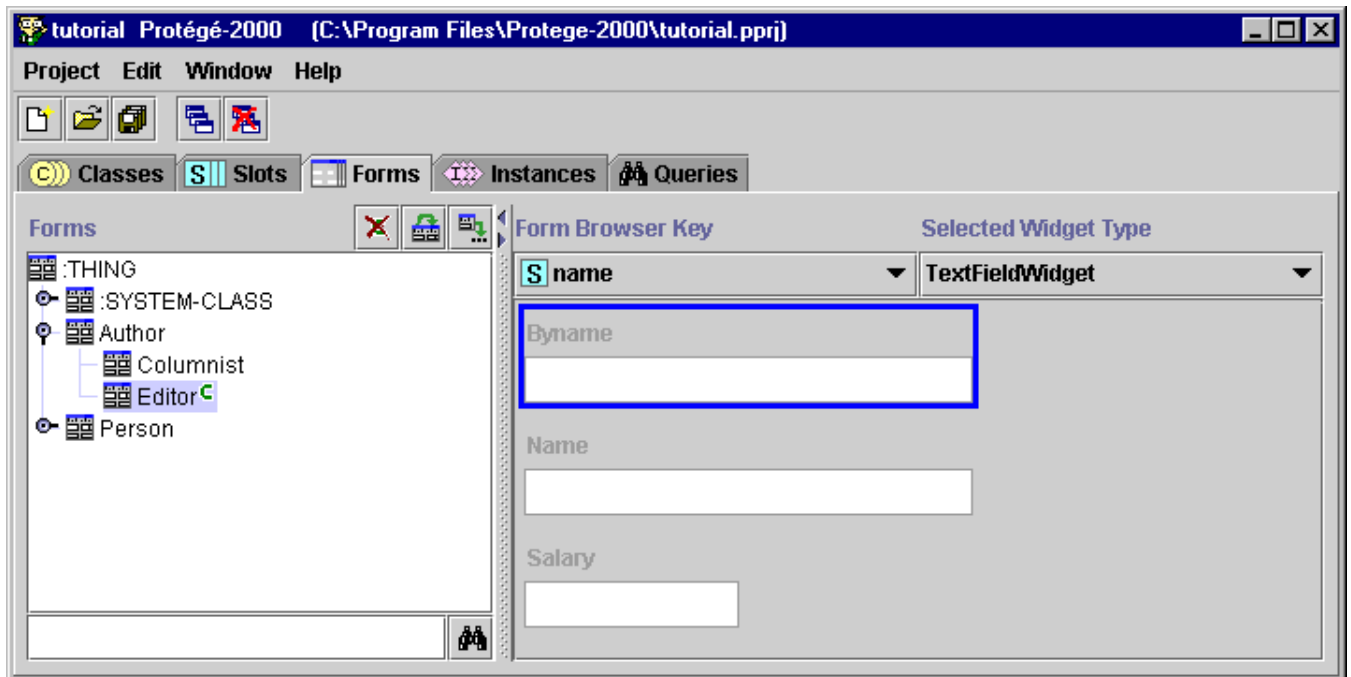 tutorial Protégé-2000 (C:\Program Files\Protege-2000\tutorial.pprj)
Project Edit Window Help
C Classes S Slots Forms I Instances Queries
Forms
:THING
:SYSTEM-CLASS
Author
Columnist
Editor C
Person
Form Browser Key Selected Widget Type
S name TextFieldWidget
Byname
Name
Salary